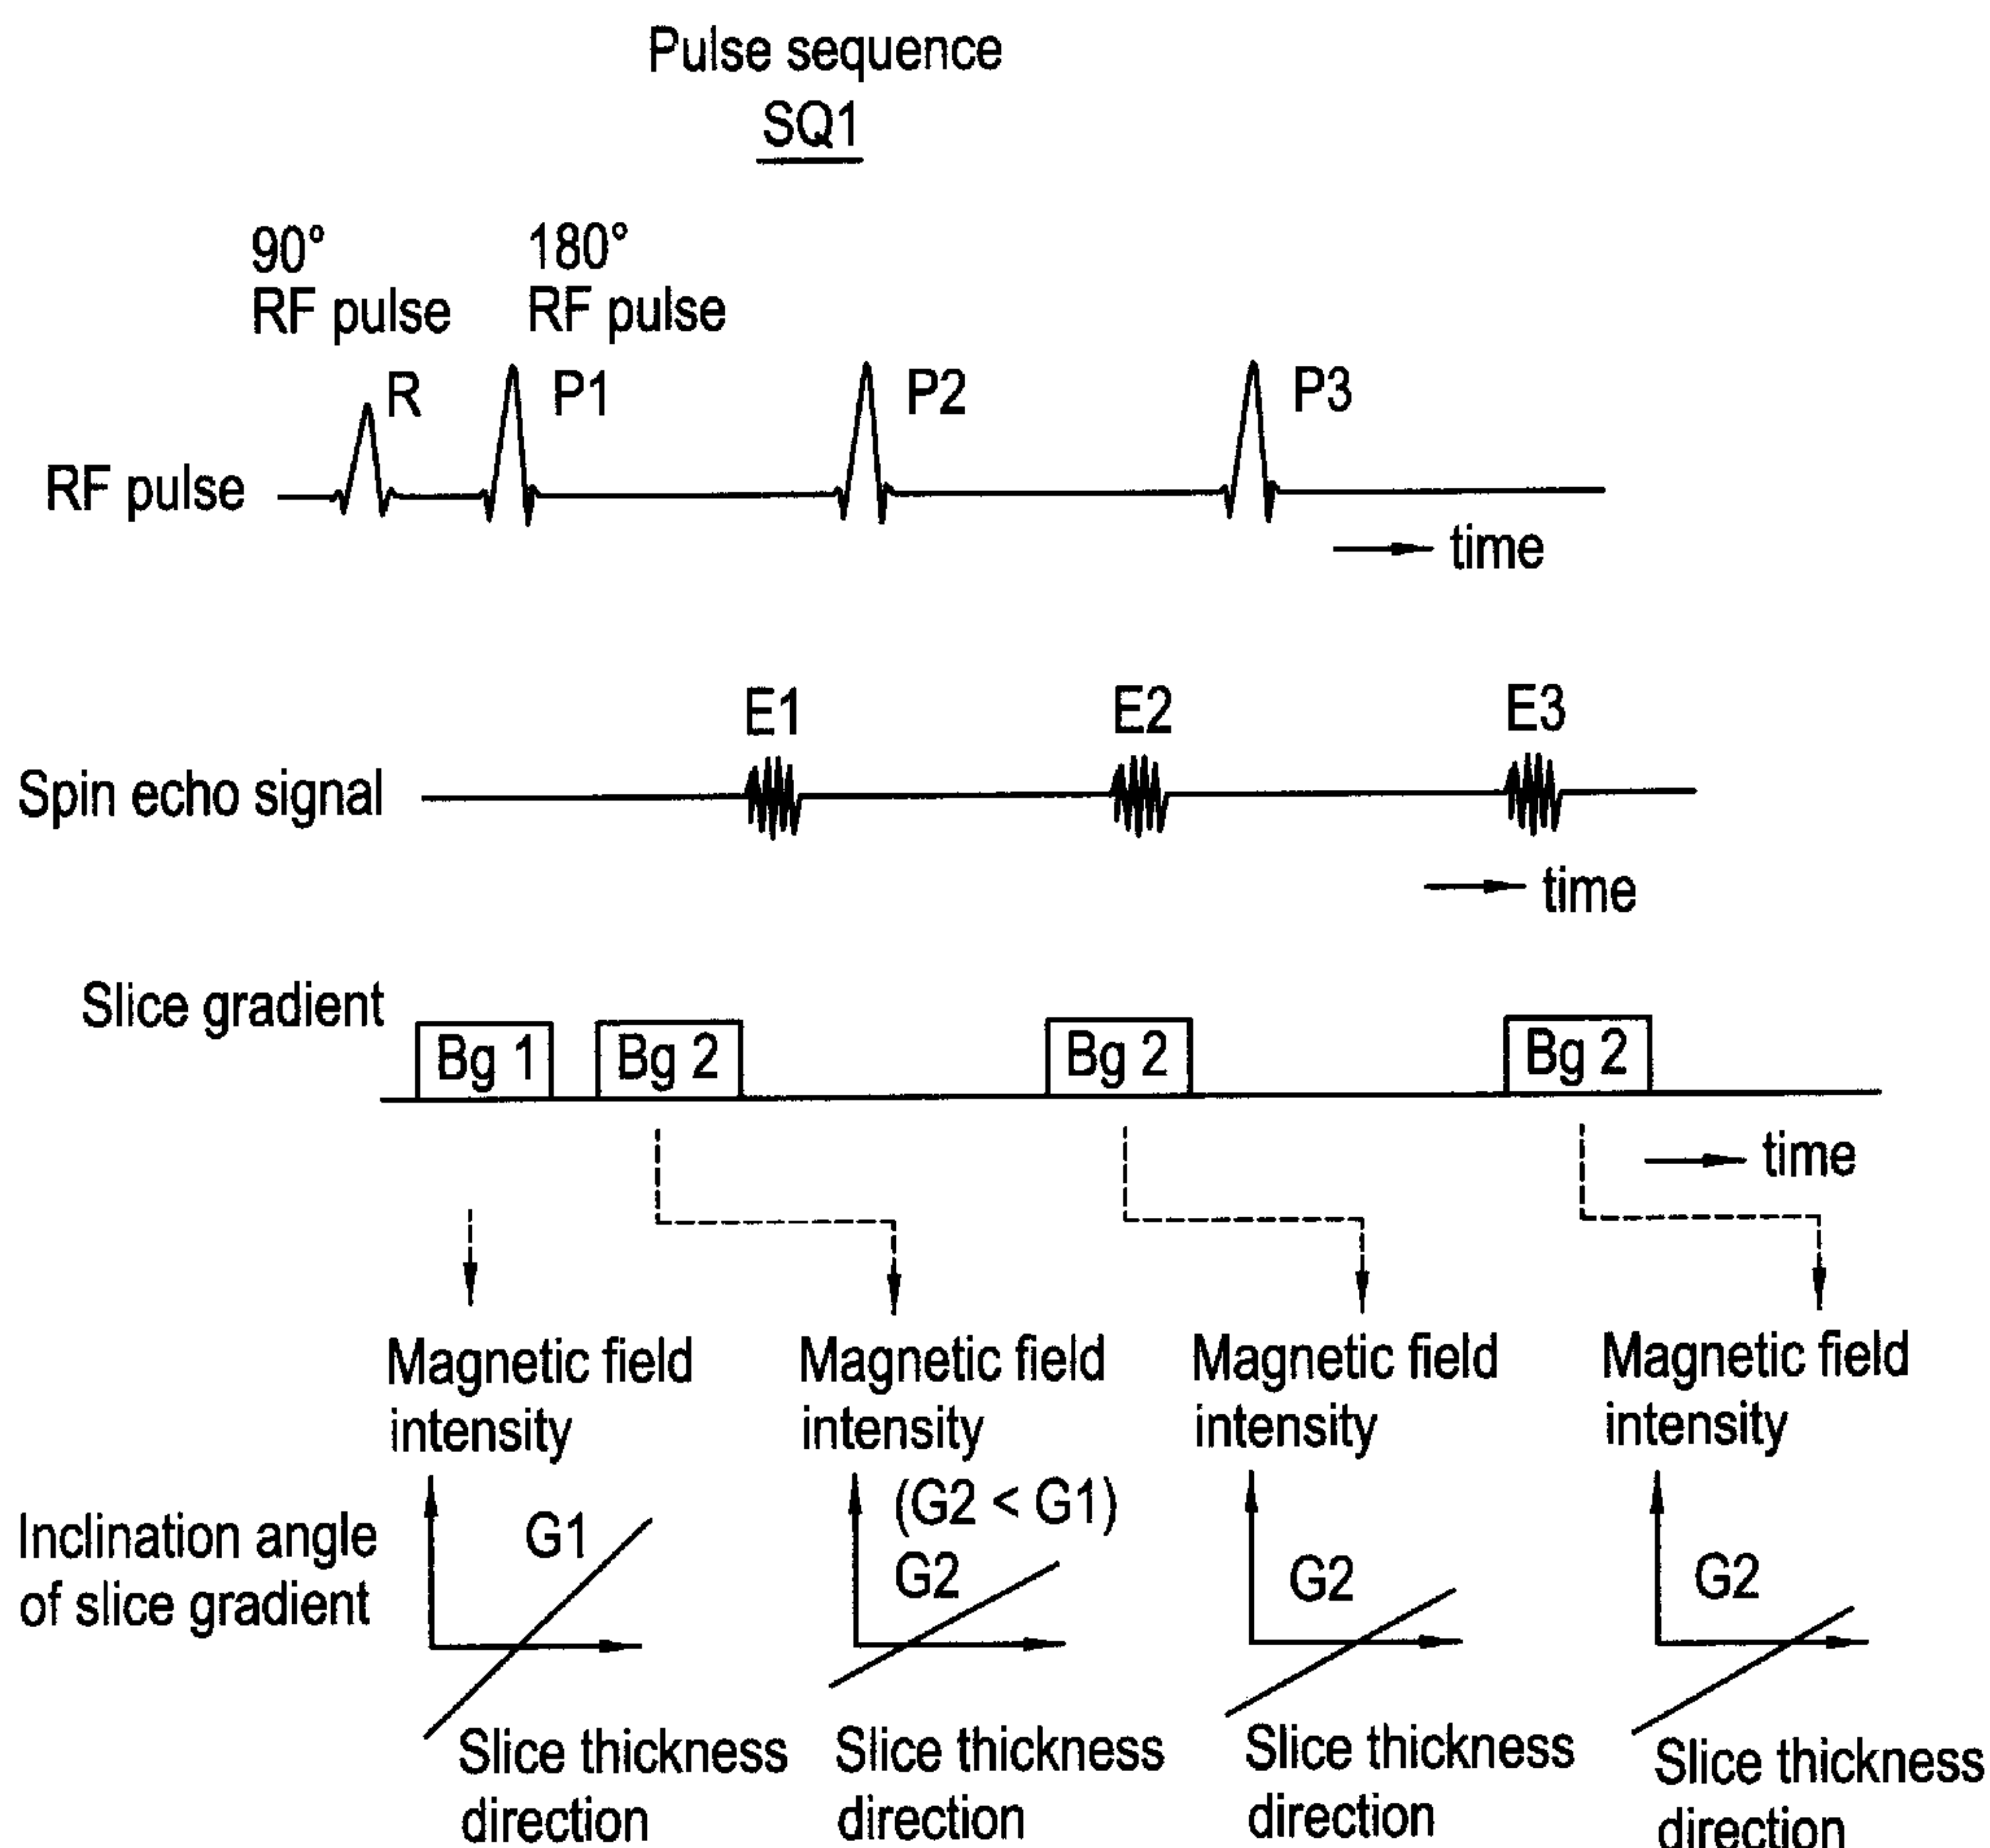 Pulse sequence
SQ1
90°
RF pulse
180°
RF pulse
R
P1
P2
P3
RF pulse
time
E1
E2
E3
Spin echo signal
time
Slice gradient
Bg 1
Bg 2
Bg 2
Bg 2
time
Magnetic field
intensity
Magnetic field
intensity
Magnetic field
intensity
Magnetic field
intensity
Inclination angle
of slice gradient
G1
(G2 < G1)
G2
G2
G2
Slice thickness
direction
Slice thickness
direction
Slice thickness
direction
Slice thickness
direction